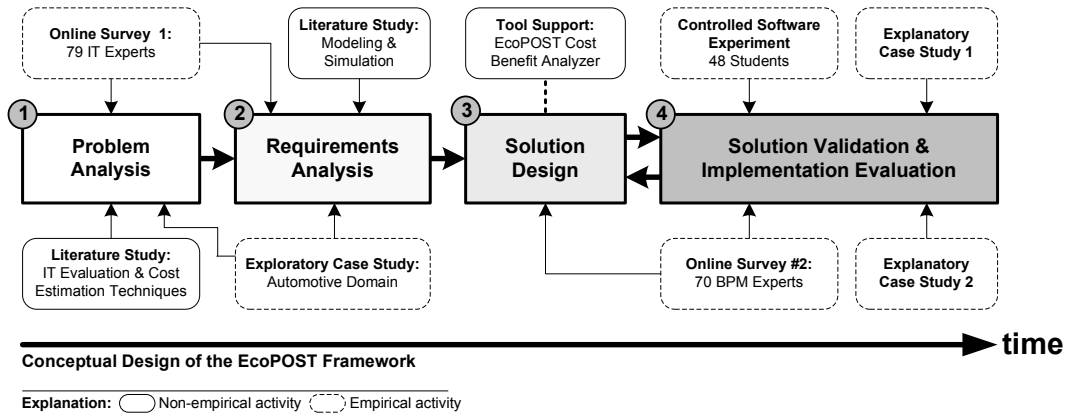 Online Survey 1:
79 IT Experts
Literature Study:
Modeling &
Simulation
Tool Support:
EcoPOST Cost
Benefit Analyzer
Controlled Software
Experiment
48 Students
Explanatory
Case Study 1
1
Problem
Analysis
2
Requirements
Analysis
3
Solution
Design
4
Solution Validation &
Implementation Evaluation
Literature Study:
IT Evaluation & Cost
Estimation Techniques
Exploratory Case Study:
Automotive Domain
Online Survey #2:
70 BPM Experts
Explanatory
Case Study 2
time
Conceptual Design of the EcoPOST Framework
Explanation: Non-empirical activity Empirical activity